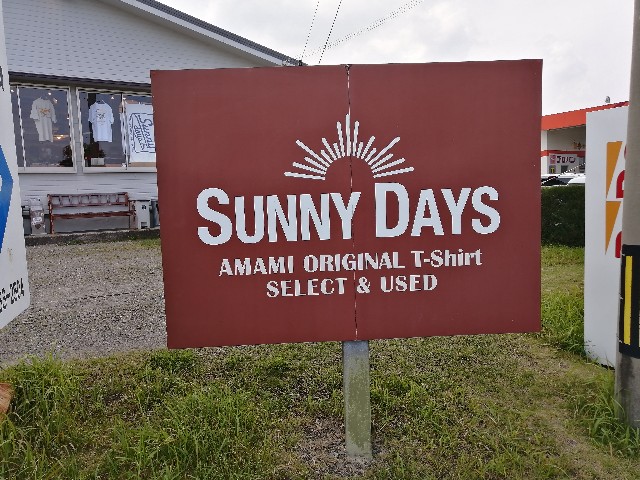 SUNNY DAYS
AMAMI ORIGINAL T-Shirt
SELECT & USED